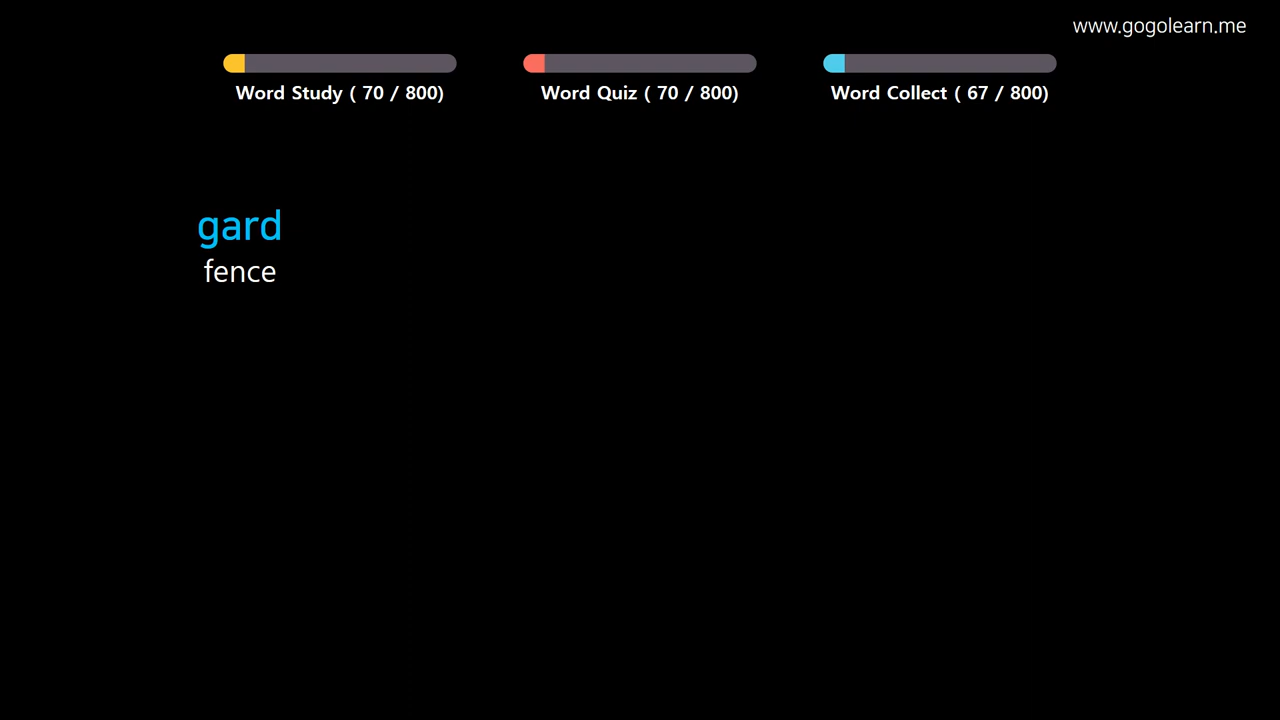 www.gogolearn.me
Word Study ( 70 / 800)
Word Quiz ( 70 / 800)
Word Collect ( 67 / 800)
gard
fence